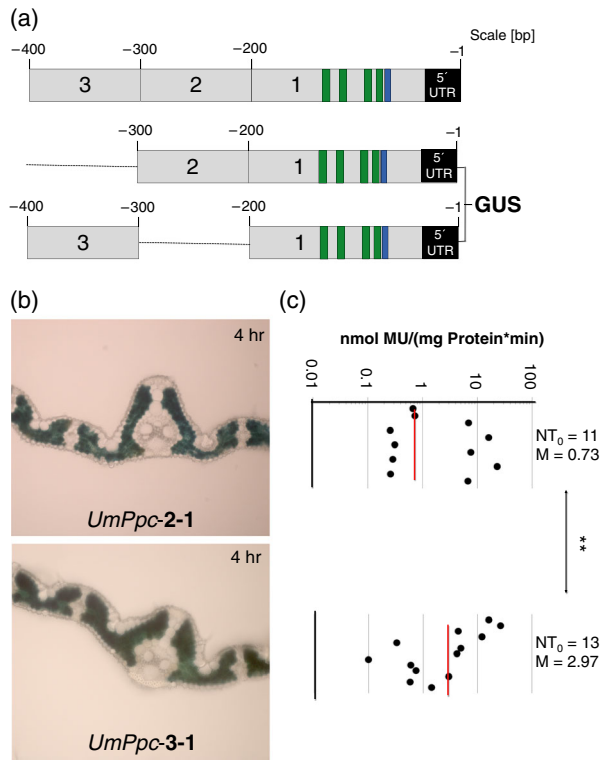 (a)
−400 −300 −200 −1 Scale [bp]
3 2 1 5´ UTR
−300 −200 −1
2 1 5´ UTR
GUS
−400 −300 −200 −1
3 1 5´ UTR
(b)
4 hr
UmPpc-2-1
4 hr
UmPpc-3-1
(c)
nmol MU/(mg Protein*min)
0.01 0.1 1 10 100
NT₀ = 11
M = 0.73
**
NT₀ = 13
M = 2.97